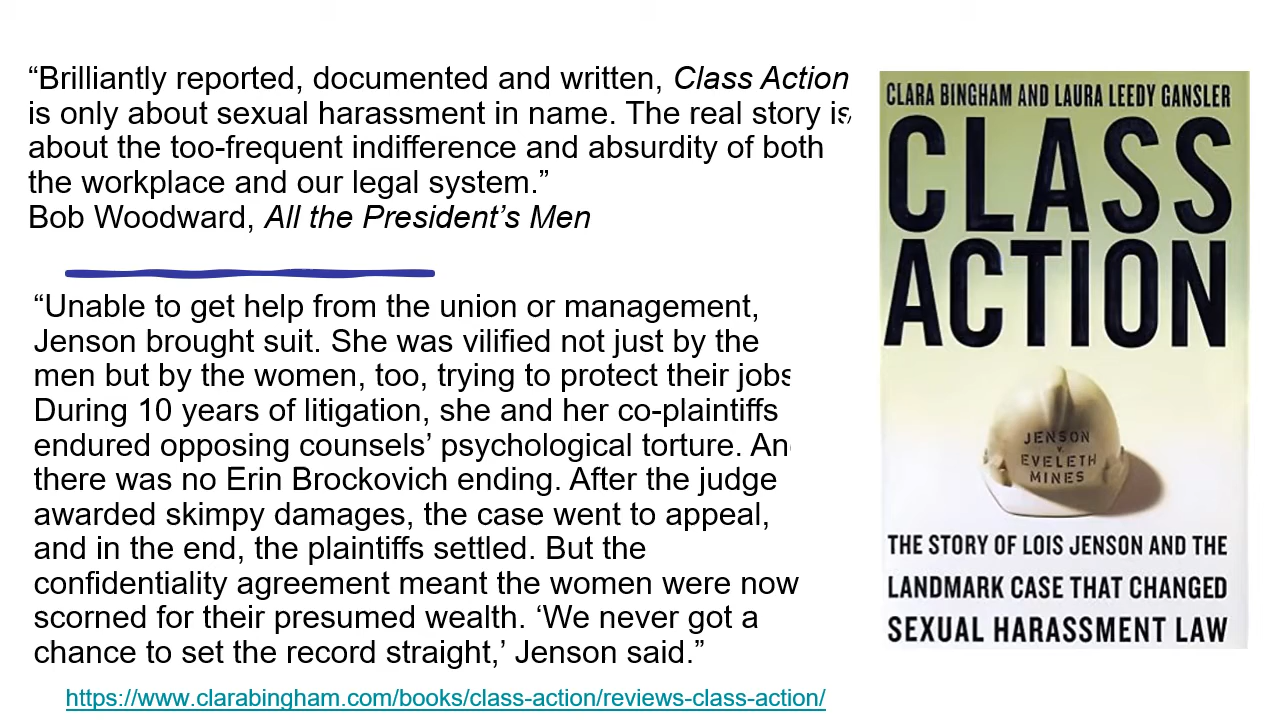 “Brilliantly reported, documented and written, Class Action
is only about sexual harassment in name. The real story is
about the too-frequent indifference and absurdity of both
the workplace and our legal system.”
Bob Woodward, All the President’s Men
“Unable to get help from the union or management,
Jenson brought suit. She was vilified not just by the
men but by the women, too, trying to protect their jobs
During 10 years of litigation, she and her co-plaintiffs
endured opposing counsels’ psychological torture. An
there was no Erin Brockovich ending. After the judge
awarded skimpy damages, the case went to appeal,
and in the end, the plaintiffs settled. But the
confidentiality agreement meant the women were now
scorned for their presumed wealth. ‘We never got a
chance to set the record straight,’ Jenson said.”
https://www.clarabingham.com/books/class-action/reviews-class-action/
CLARA BINGHAM AND LAURA LEEDY GANSLER
CLASS
ACTION
JENSON
V
EVELETH
MINES
THE STORY OF LOIS JENSON AND THE
LANDMARK CASE THAT CHANGED
SEXUAL HARASSMENT LAW